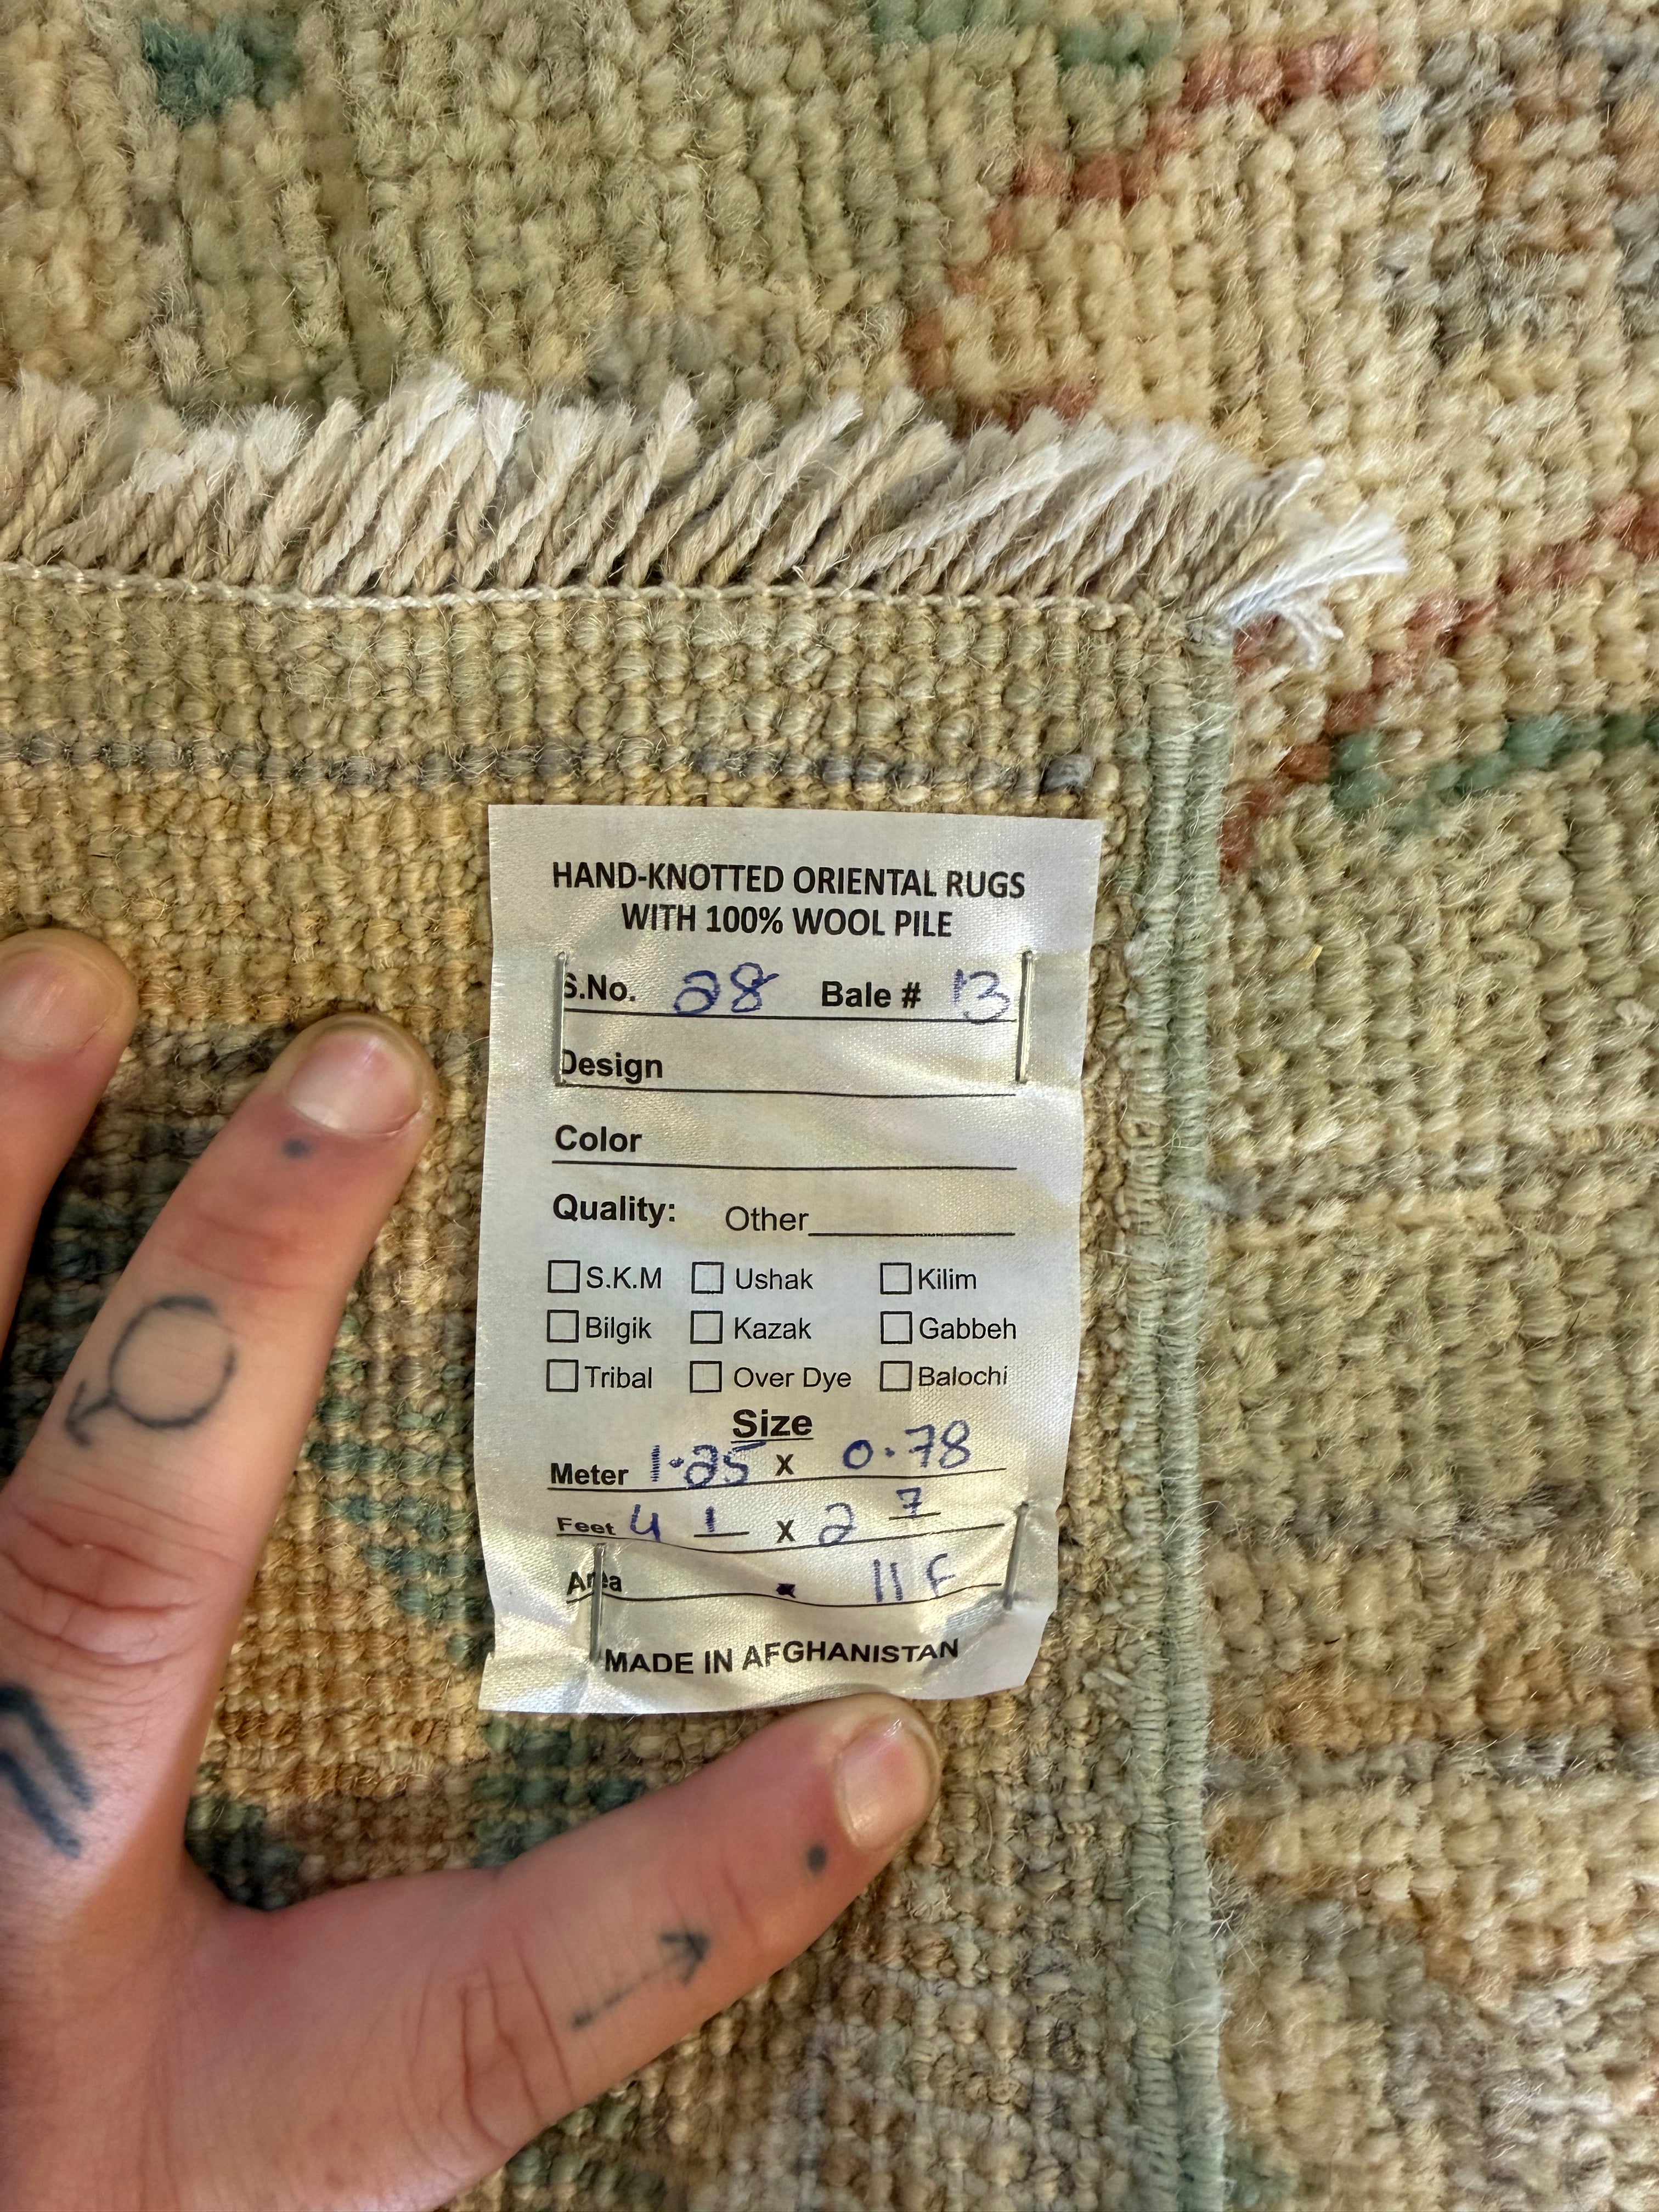 HAND-KNOTTED ORIENTAL RUGS
WITH 100% WOOL PILE
S.No. 28 Bale # 13
Design
Color
Quality: Other
S.K.M Ushak Kilim
Bilgik Kazak Gabbeh
Tribal Over Dye Balochi
Size
Meter 1.25 x 0.78
Feet 4 1 x 2 7
Area 11 F
MADE IN AFGHANISTAN